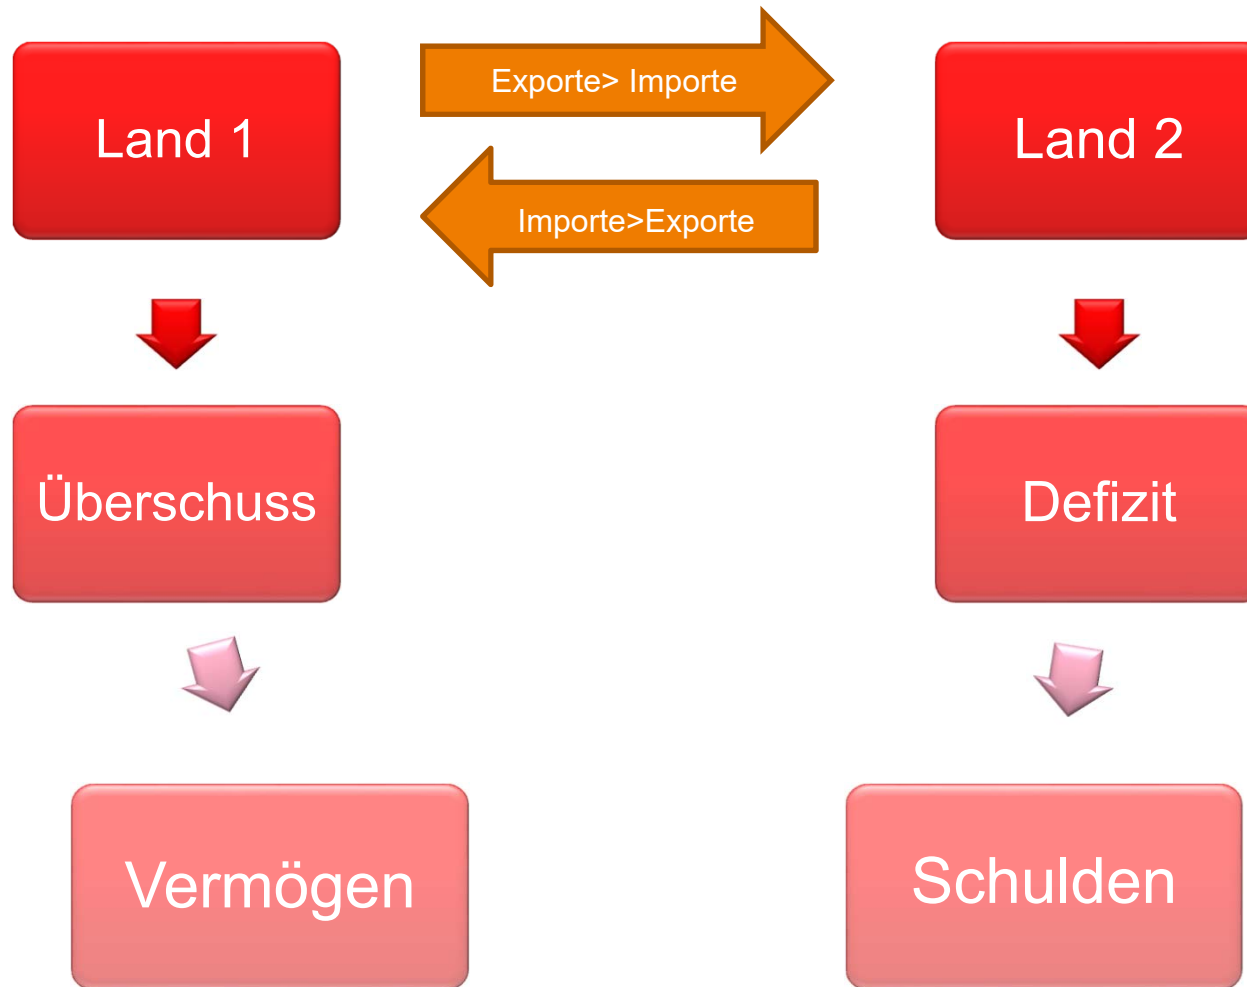 Land 1
Exporte> Importe
Importe>Exporte
Land 2
Überschuss
Defizit
Vermögen
Schulden